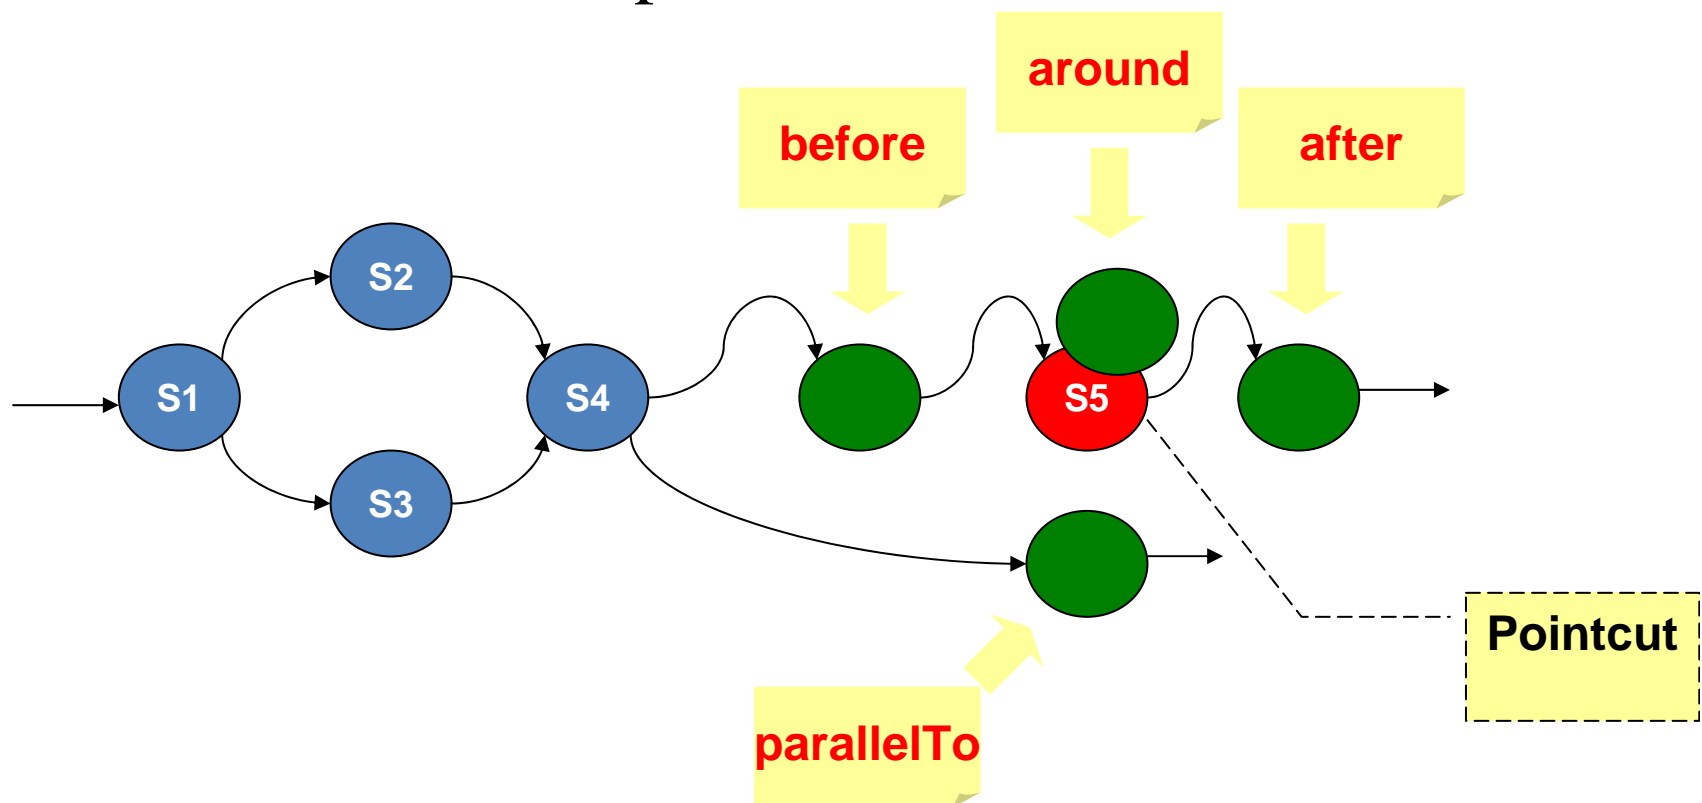 around
before
after
S2
S1
S4
S5
S3
Pointcut
parallelTo